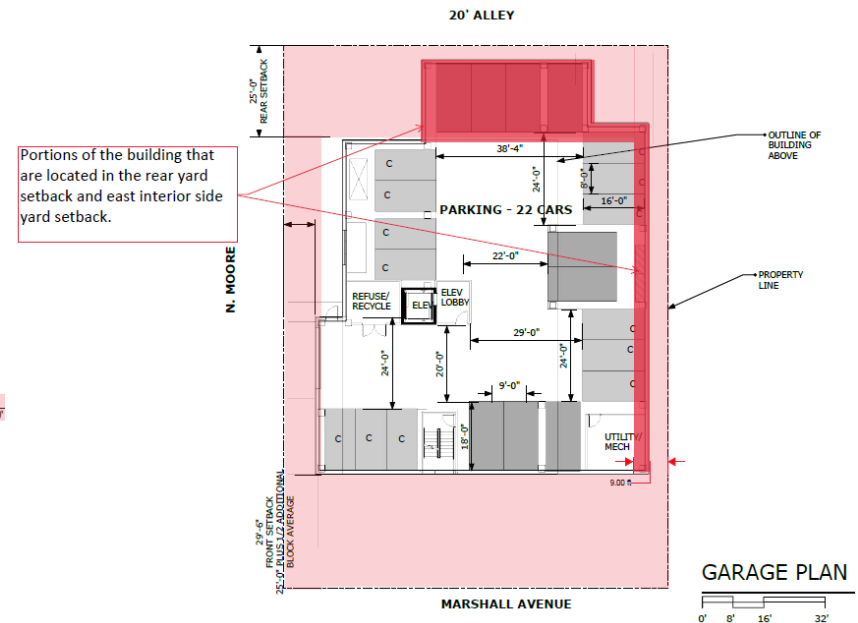 20' ALLEY
25'-0"
REAR SETBACK
Portions of the building that
are located in the rear yard
setback and east interior side
yard setback.
OUTLINE OF
BUILDING
ABOVE
38'-4"
24'-0"
8'-0"
16'-0"
C
C
C
C
C
C
C
C
PARKING - 22 CARS
22'-0"
N. MOORE
REFUSE/
RECYCLE
ELEV
ELEV
LOBBY
PROPERTY
LINE
29'-0"
24'-0"
20'-0"
24'-0"
C
C
C
9'-0"
C
C
C
18'-0"
UTILITY/
MECH
9.00 ft
29'-6"
FRONT SETBACK
25'-0" PLUS 1/2 ADDITIONAL
BLOCK AVERAGE
MARSHALL AVENUE
GARAGE PLAN
0' 8' 16' 32'